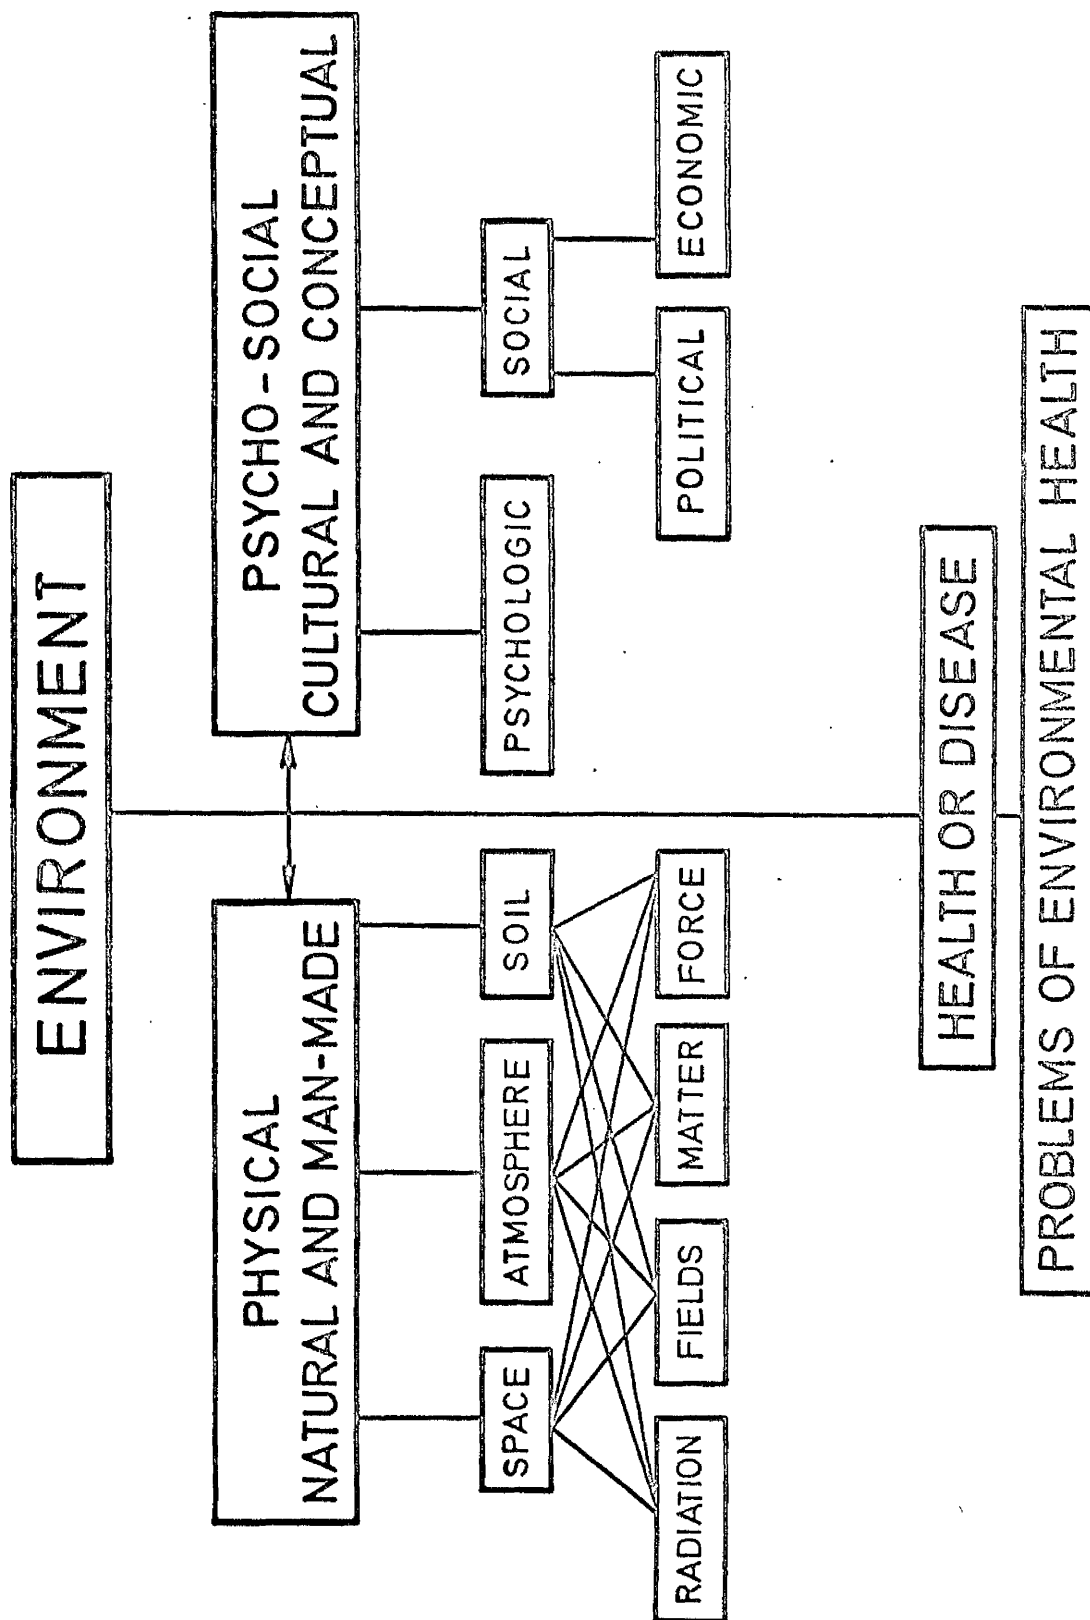 ENVIRONMENT
PHYSICAL
NATURAL AND MAN-MADE
PSYCHO-SOCIAL
CULTURAL AND CONCEPTUAL
SPACE
ATMOSPHERE
SOIL
PSYCHOLOGIC
SOCIAL
RADIATION
FIELDS
MATTER
FORCE
POLITICAL
ECONOMIC
HEALTH OR DISEASE
PROBLEMS OF ENVIRONMENTAL HEALTH